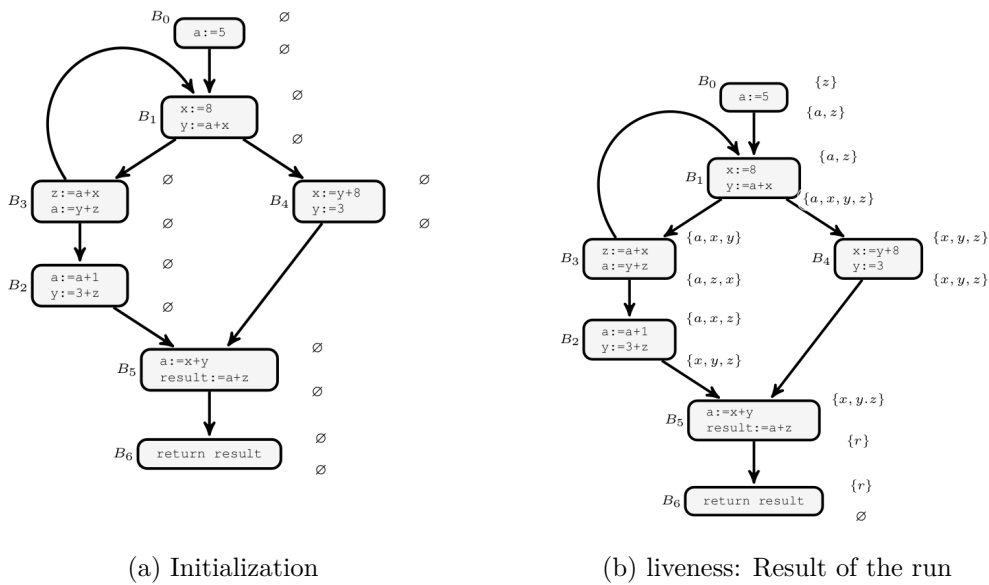 B0
a:=5
∅
∅
B1
x:=8
y:=a+x
∅
∅
B3
z:=a+x
a:=y+z
∅
∅
B4
x:=y+8
y:=3
∅
∅
B2
a:=a+1
y:=3+z
∅
∅
B5
a:=x+y
result:=a+z
∅
∅
B6
return result
∅
∅
(a) Initialization
B0
a:=5
{z}
{a, z}
B1
x:=8
y:=a+x
{a, z}
{a, x, y, z}
B3
z:=a+x
a:=y+z
{a, x, y}
{a, z, x}
B4
x:=y+8
y:=3
{x, y, z}
{x, y, z}
B2
a:=a+1
y:=3+z
{a, x, z}
{x, y, z}
B5
a:=x+y
result:=a+z
{x, y.z}
{r}
B6
return result
{r}
∅
(b) liveness: Result of the run